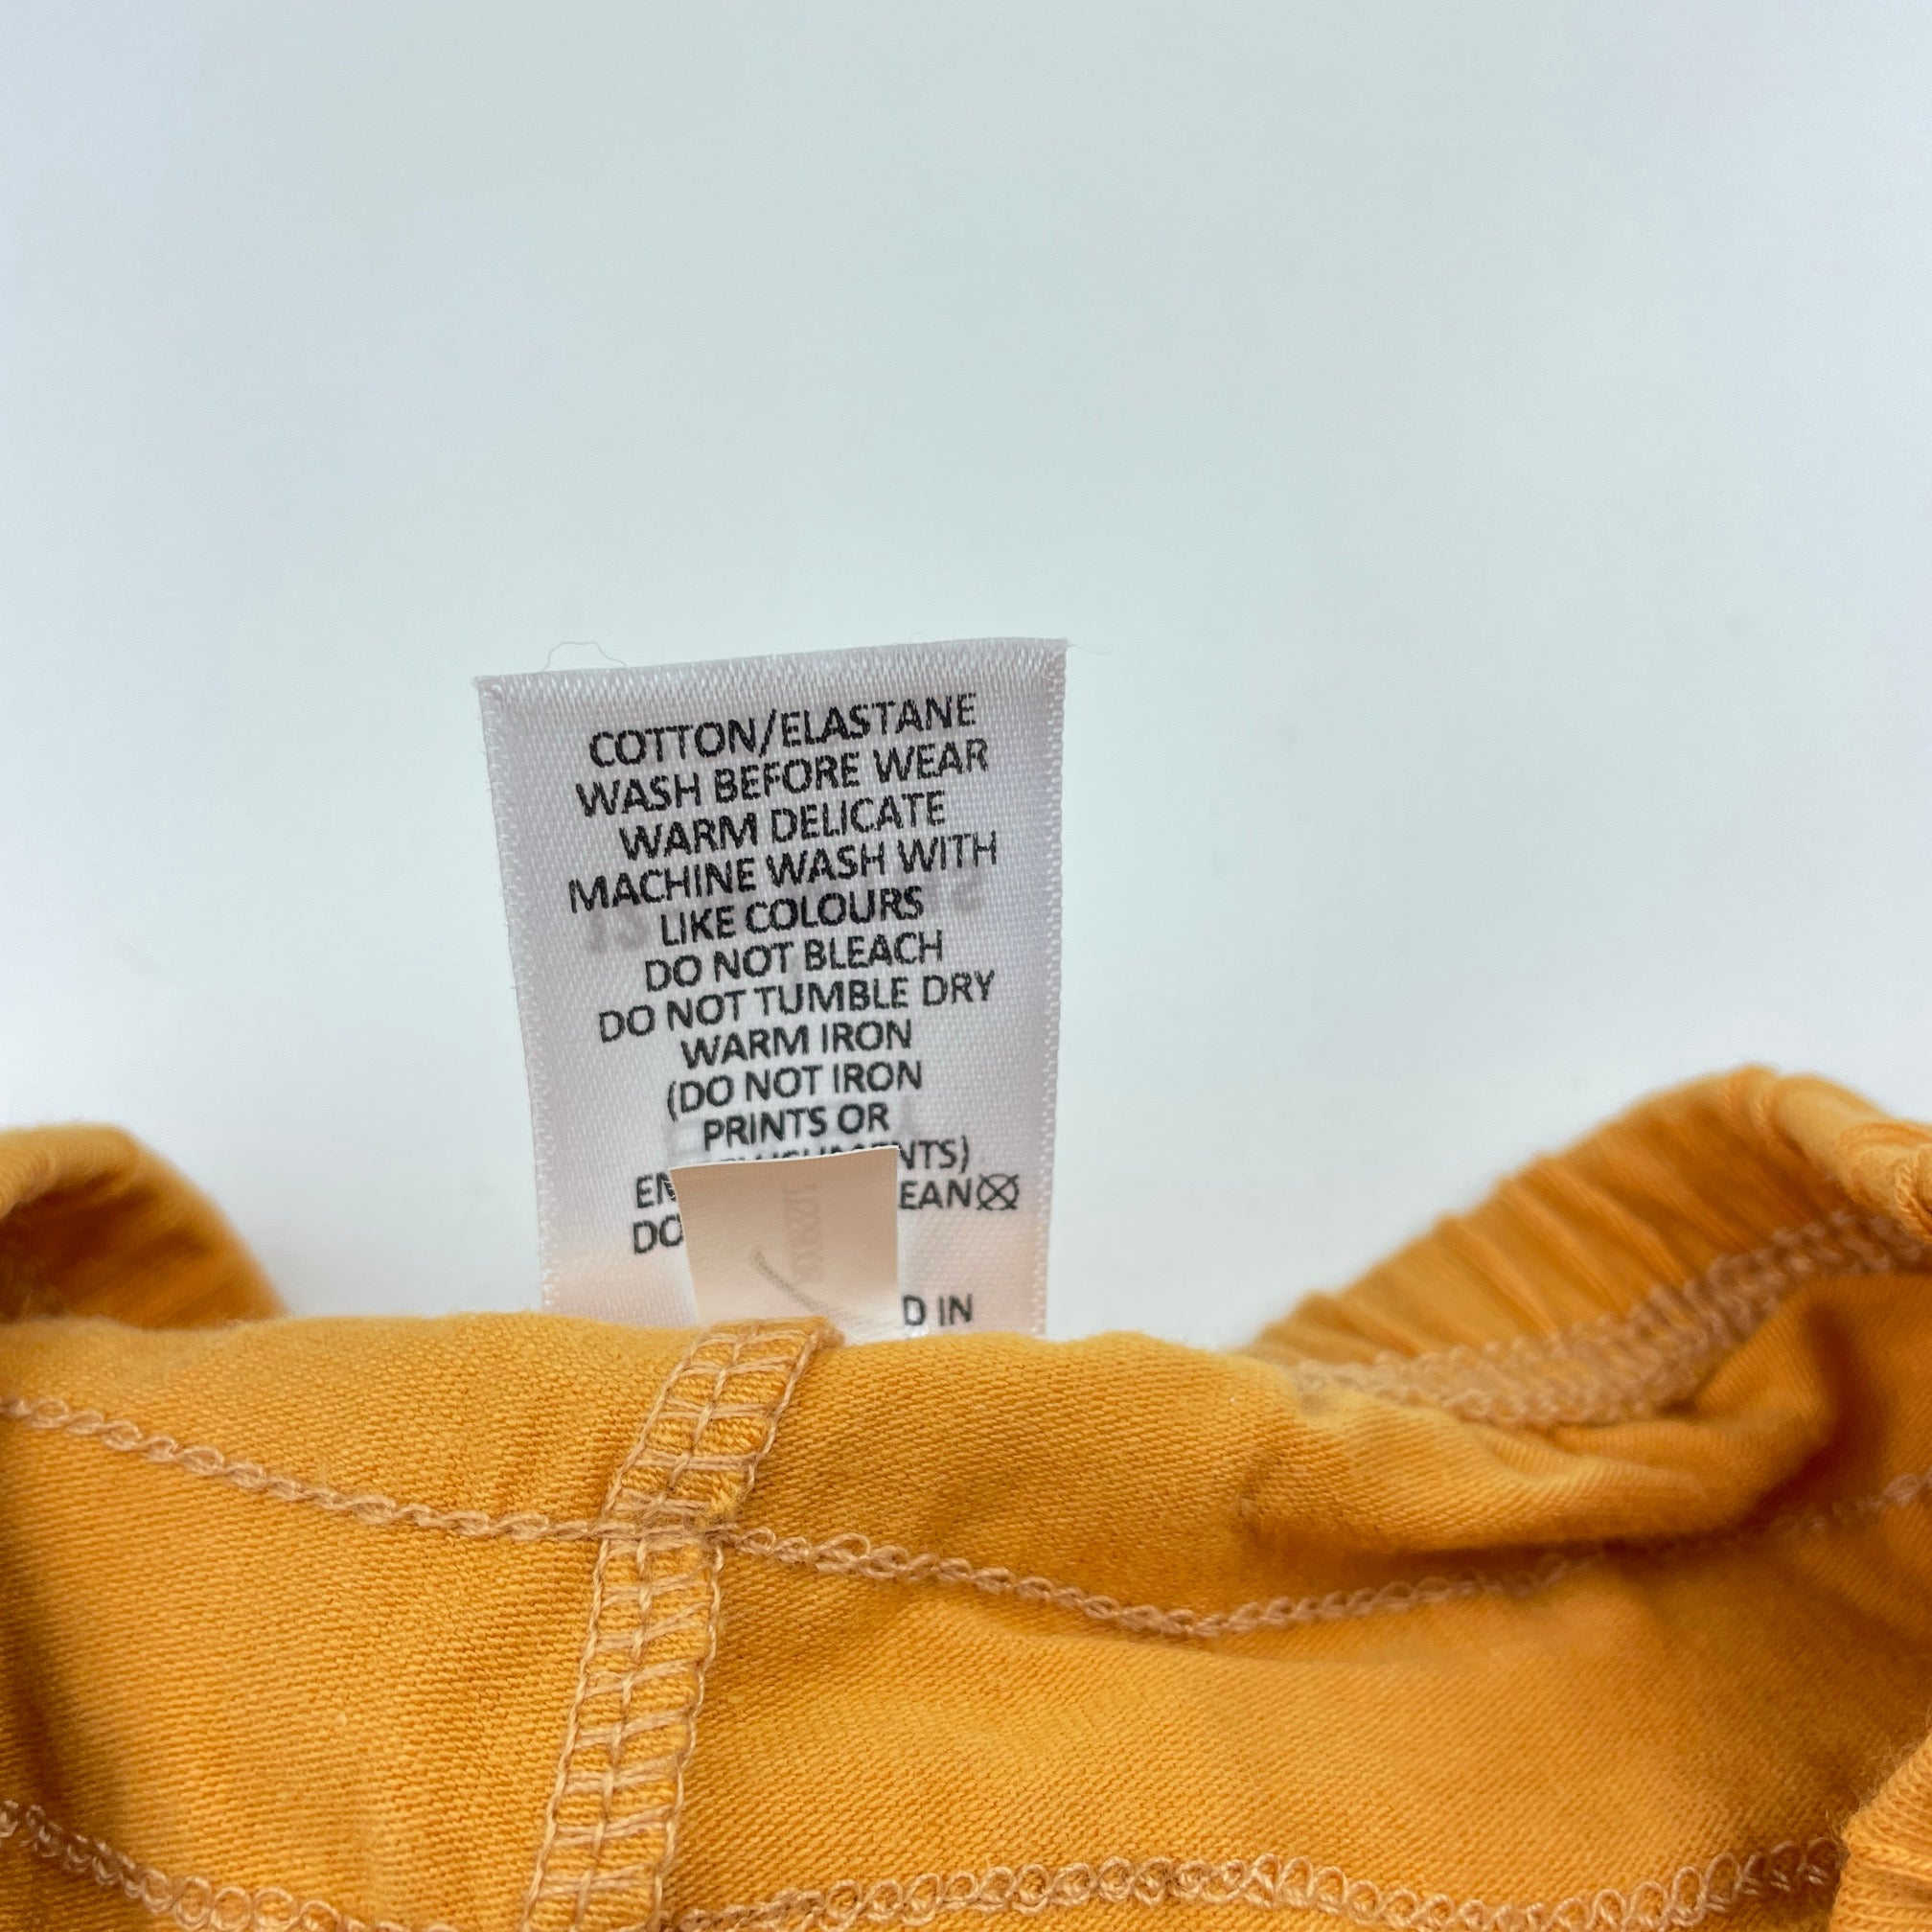 COTTON/ELASTANE
WASH BEFORE WEAR
WARM DELICATE
MACHINE WASH WITH
LIKE COLOURS
DO NOT BLEACH
DO NOT TUMBLE DRY
WARM IRON
(DO NOT IRON
PRINTS OR
IN